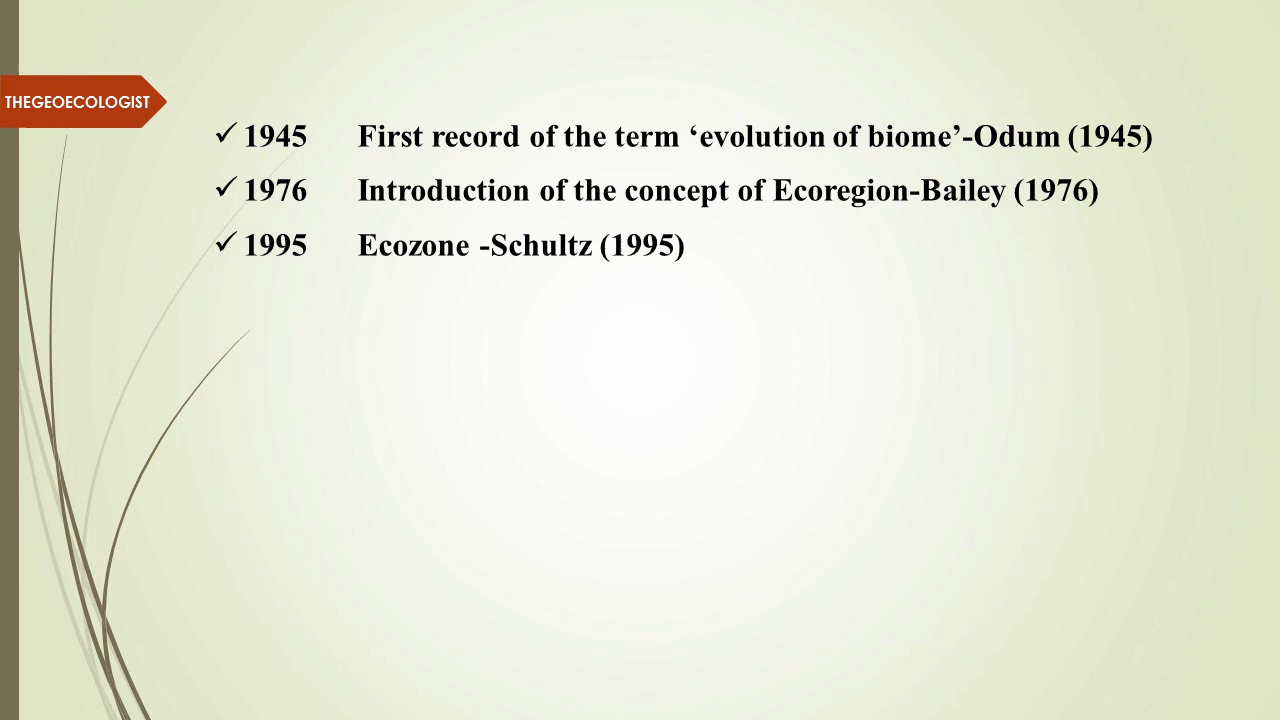 THEGEOECOLOGIST
✓ 1945 First record of the term ‘evolution of biome’-Odum (1945)
✓ 1976 Introduction of the concept of Ecoregion-Bailey (1976)
✓ 1995 Ecozone -Schultz (1995)